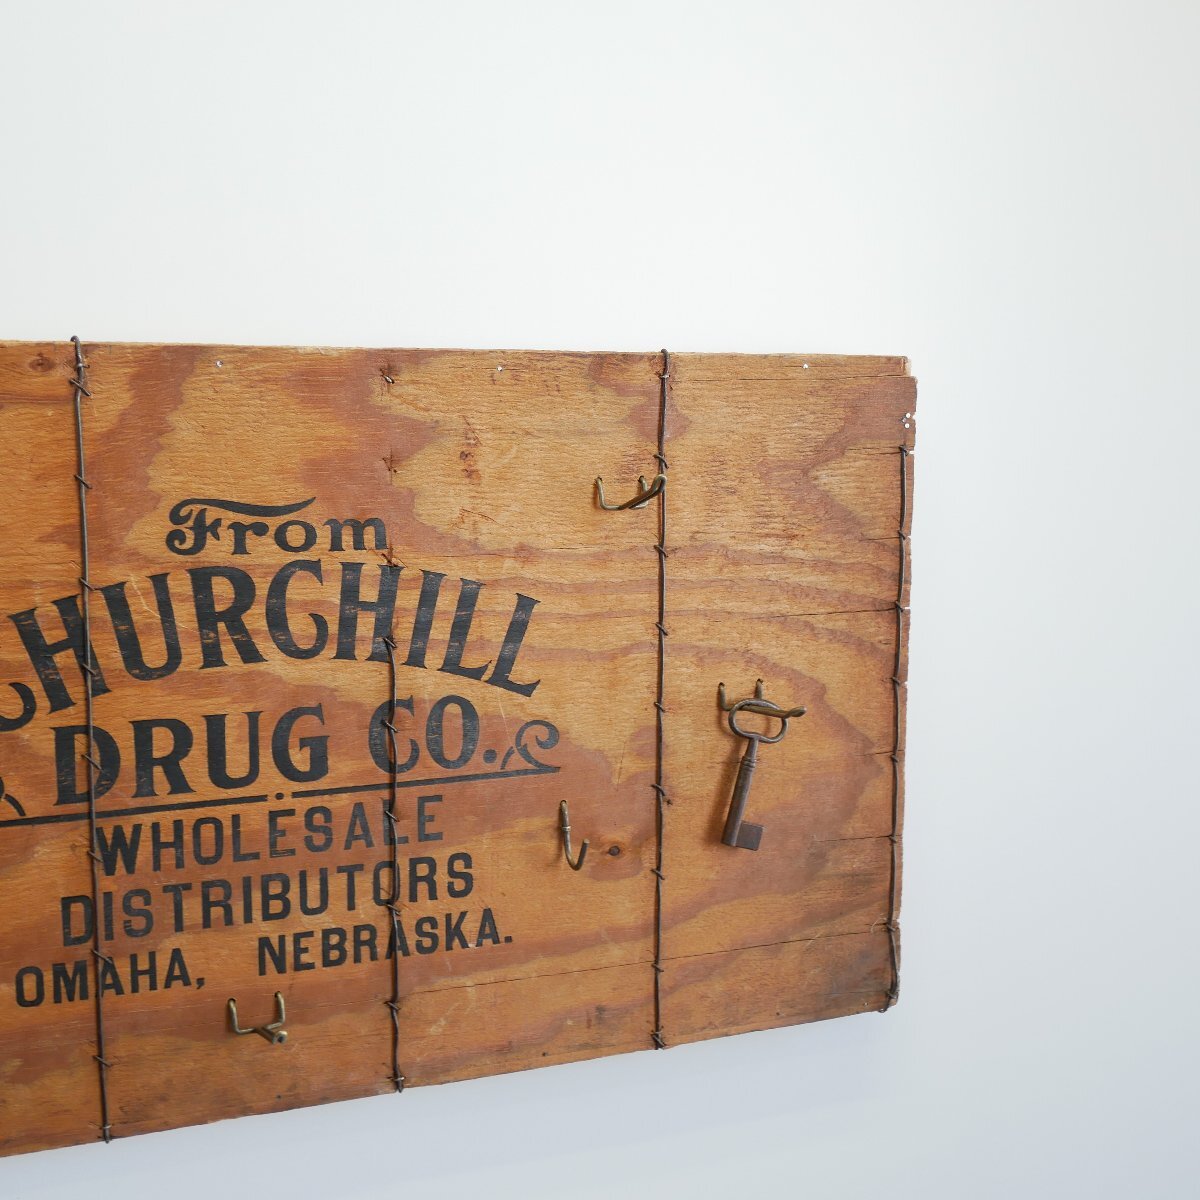 From
CHURCHILL
DRUG CO.
WHOLESALE
DISTRIBUTORS
OMAHA, NEBRASKA.